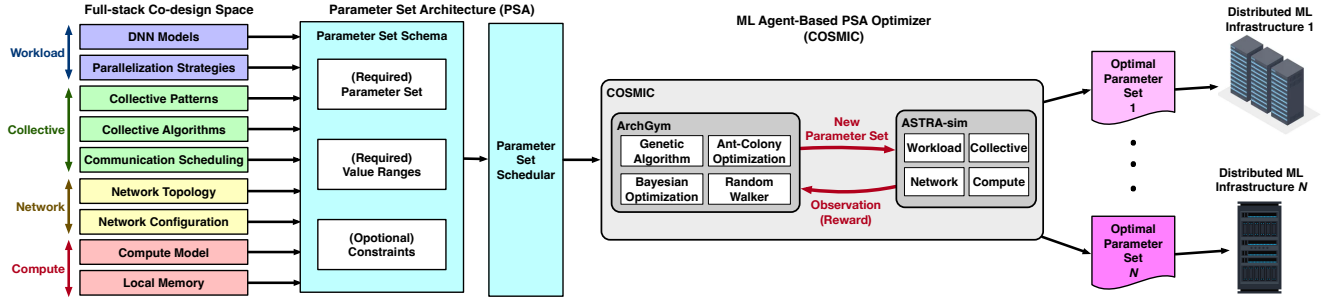 Full-stack Co-design Space
Workload
DNN Models
Parallelization Strategies
Collective
Collective Patterns
Collective Algorithms
Communication Scheduling
Network
Network Topology
Network Configuration
Compute
Compute Model
Local Memory
Parameter Set Architecture (PSA)
Parameter Set Schema
(Required)
Parameter Set
(Required)
Value Ranges
(Opotional)
Constraints
Parameter
Set
Schedular
ML Agent-Based PSA Optimizer
(COSMIC)
COSMIC
ArchGym
Genetic
Algorithm
Ant-Colony
Optimization
Bayesian
Optimization
Random
Walker
New
Parameter Set
Observation
(Reward)
ASTRA-sim
Workload
Collective
Network
Compute
Optimal
Parameter
Set
1
Optimal
Parameter
Set
N
Distributed ML
Infrastructure 1
Distributed ML
Infrastructure N